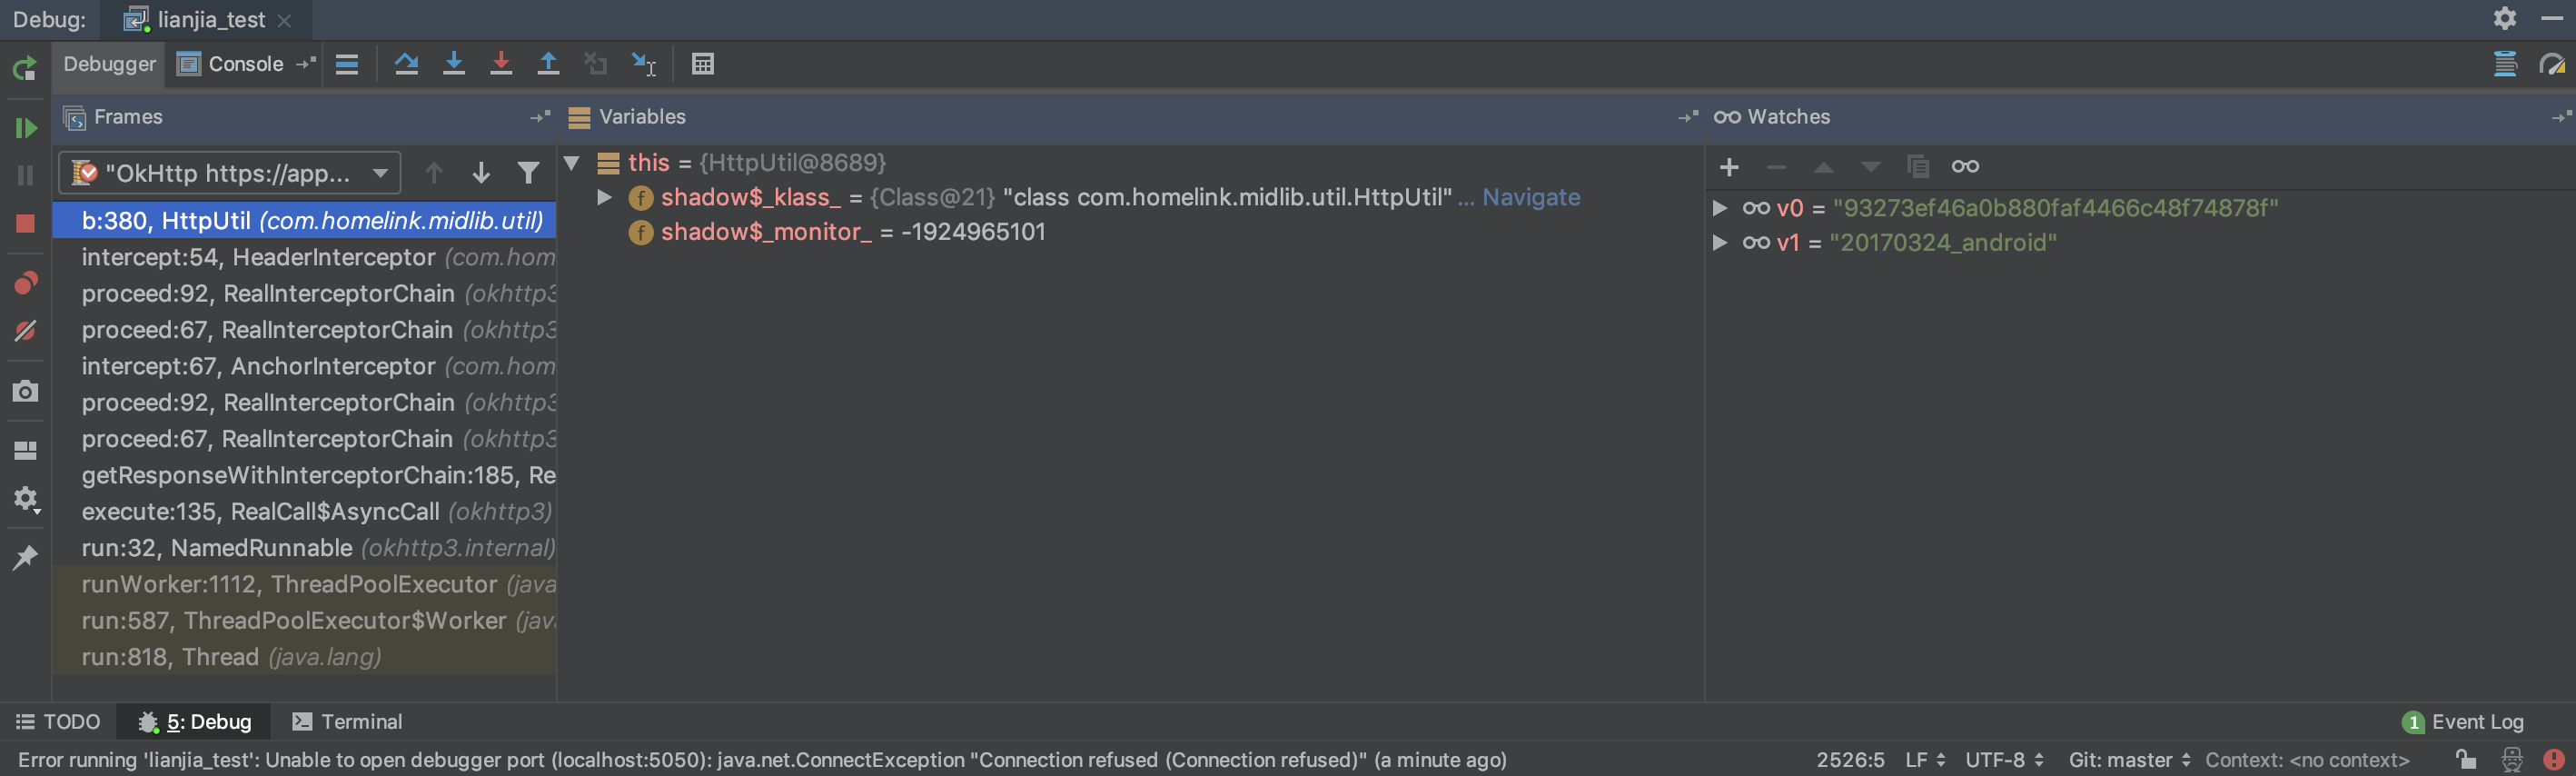 Debug: lianjia_test
Debugger Console
Frames Variables Watches
"OkHttp https://app...
b:380, HttpUtil (com.homelink.midlib.util)
intercept:54, HeaderInterceptor (com.hom
proceed:92, RealInterceptorChain (okhttp3
proceed:67, RealInterceptorChain (okhttp3
intercept:67, AnchorInterceptor (com.hom
proceed:92, RealInterceptorChain (okhttp3
proceed:67, RealInterceptorChain (okhttp3
getResponseWithInterceptorChain:185, Re
execute:135, RealCall$AsyncCall (okhttp3)
run:32, NamedRunnable (okhttp3.internal)
runWorker:1112, ThreadPoolExecutor (java
run:587, ThreadPoolExecutor$Worker (java
run:818, Thread (java.lang)
this = {HttpUtil@8689}
f shadow$_klass_ = {Class@21} "class com.homelink.midlib.util.HttpUtil" ... Navigate
f shadow$_monitor_ = -1924965101
v0 = "93273ef46a0b880faf4466c48f74878f"
v1 = "20170324_android"
TODO 5: Debug Terminal 1 Event Log
Error running 'lianjia_test': Unable to open debugger port (localhost:5050): java.net.ConnectException "Connection refused (Connection refused)" (a minute ago) 2526:5 LF UTF-8 Git: master Context: <no context>